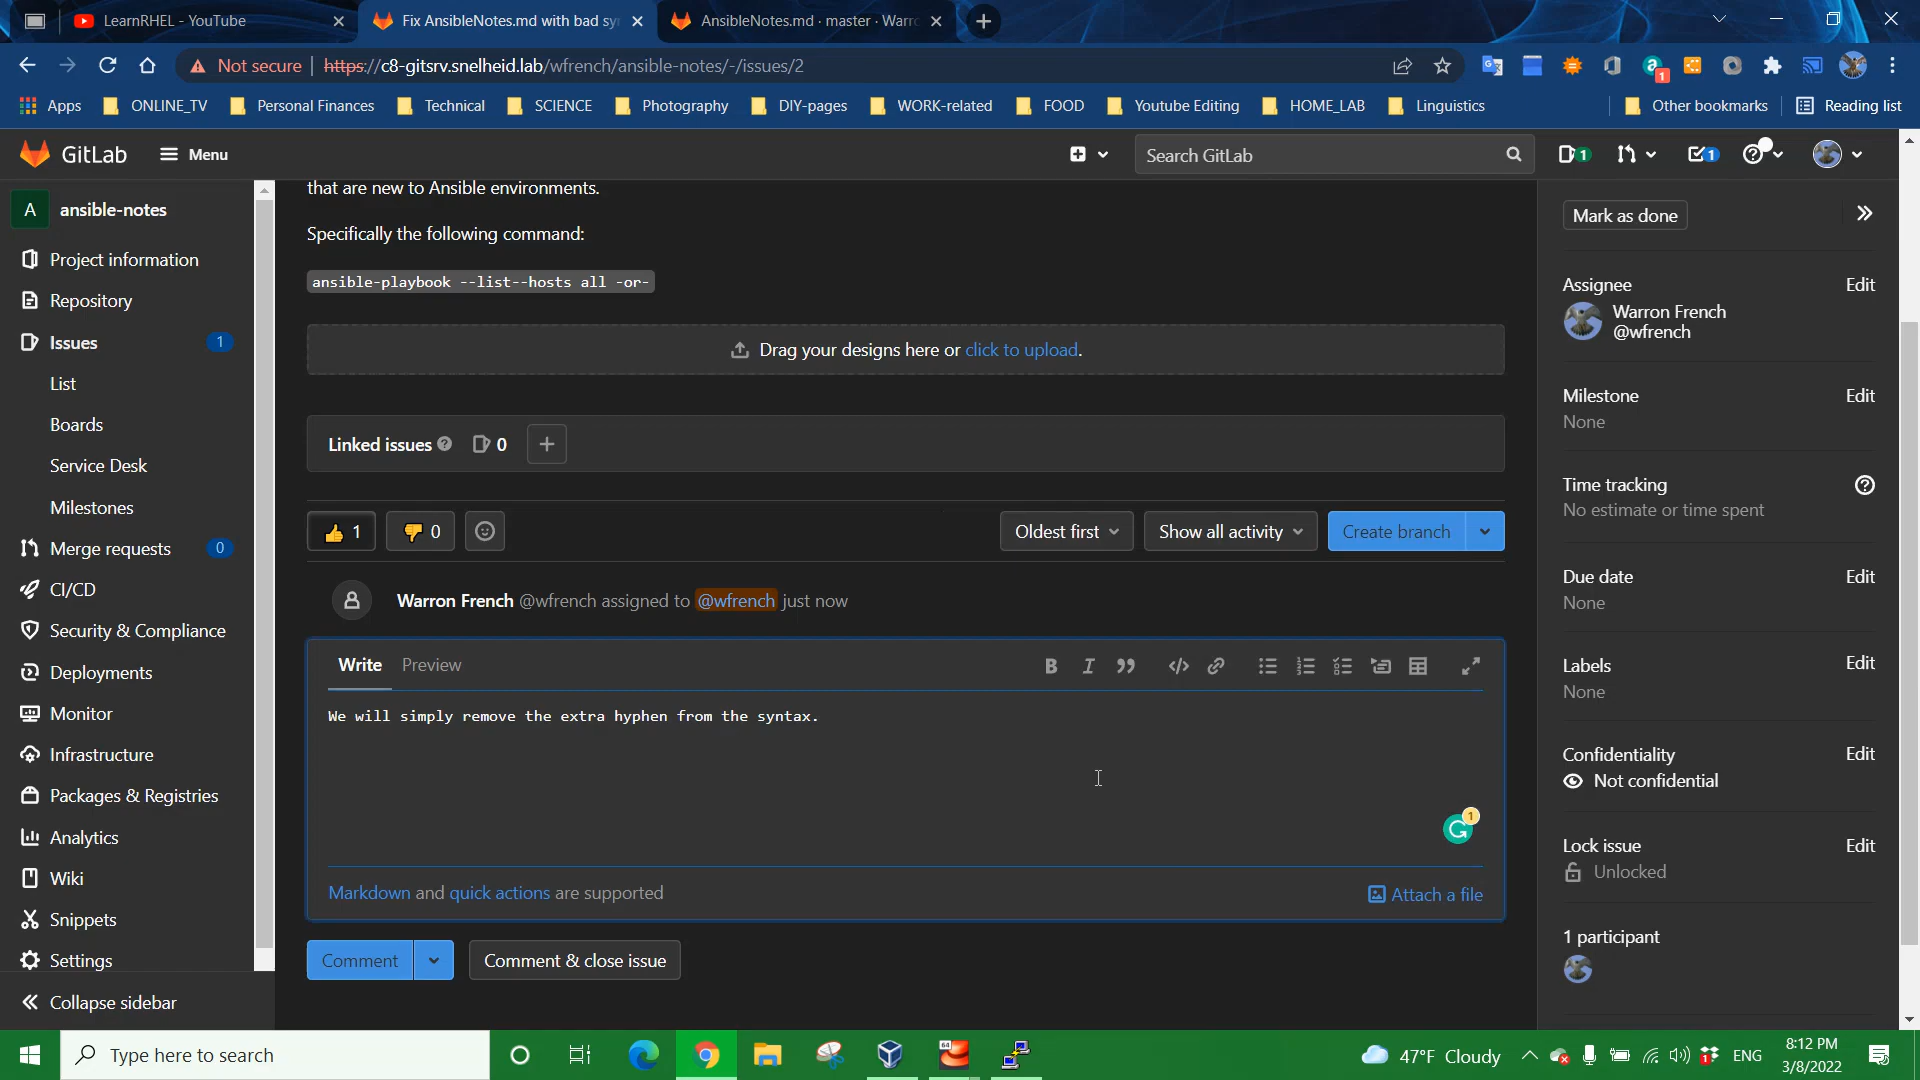 LearnRHEL - YouTube
Fix AnsibleNotes.md with bad sy
AnsibleNotes.md · master · Warro
Not secure
https://c8-gitsrv.snelheid.lab/wfrench/ansible-notes/-/issues/2
1
Apps
ONLINE_TV
Personal Finances
Technical
SCIENCE
Photography
DIY-pages
WORK-related
FOOD
Youtube Editing
HOME_LAB
Linguistics
Other bookmarks
Reading list
GitLab
Menu
Search GitLab
1
1
A
ansible-notes
Project information
Repository
Issues
1
List
Boards
Service Desk
Milestones
Merge requests
0
CI/CD
Security & Compliance
Deployments
Monitor
Infrastructure
Packages & Registries
Analytics
Wiki
Snippets
Settings
Collapse sidebar
that are new to Ansible environments.
Specifically the following command:
ansible-playbook --list--hosts all -or-
Drag your designs here or click to upload.
Linked issues
0
1
0
Oldest first
Show all activity
Create branch
Warron French @wfrench assigned to @wfrench just now
Write
Preview
We will simply remove the extra hyphen from the syntax.
1
Markdown and quick actions are supported
Attach a file
Comment
Comment & close issue
Mark as done
Assignee
Edit
Warron French
@wfrench
Milestone
Edit
None
Time tracking
No estimate or time spent
Due date
Edit
None
Labels
Edit
None
Confidentiality
Edit
Not confidential
Lock issue
Edit
Unlocked
1 participant
Type here to search
64
47°F Cloudy
1
ENG
8:12 PM
3/8/2022